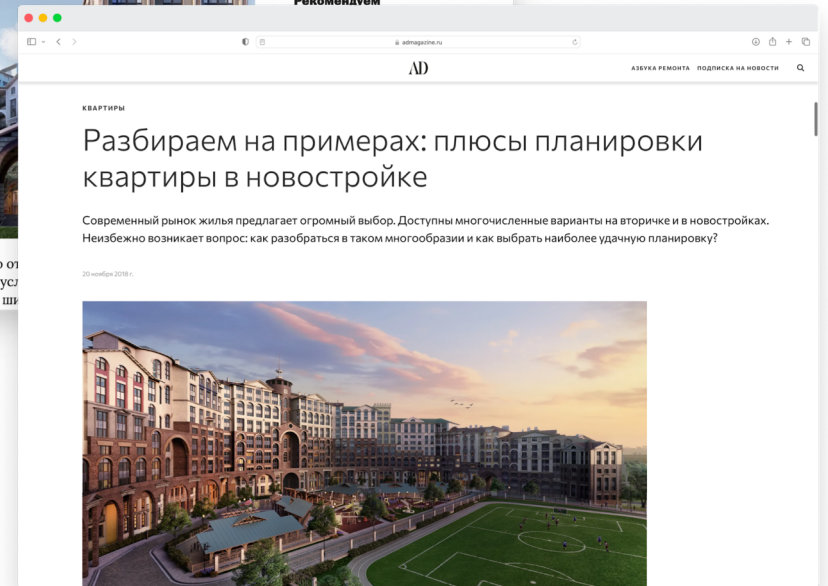 Рекомендуем
admagazine.ru
AD
АЗБУКА РЕМОНТА ПОДПИСКА НА НОВОСТИ
КВАРТИРЫ
Разбираем на примерах: плюсы планировки
квартиры в новостройке
Современный рынок жилья предлагает огромный выбор. Доступны многочисленные варианты на вторичке и в новостройках.
Неизбежно возникает вопрос: как разобраться в таком многообразии и как выбрать наиболее удачную планировку?
20 ноября 2018 г.